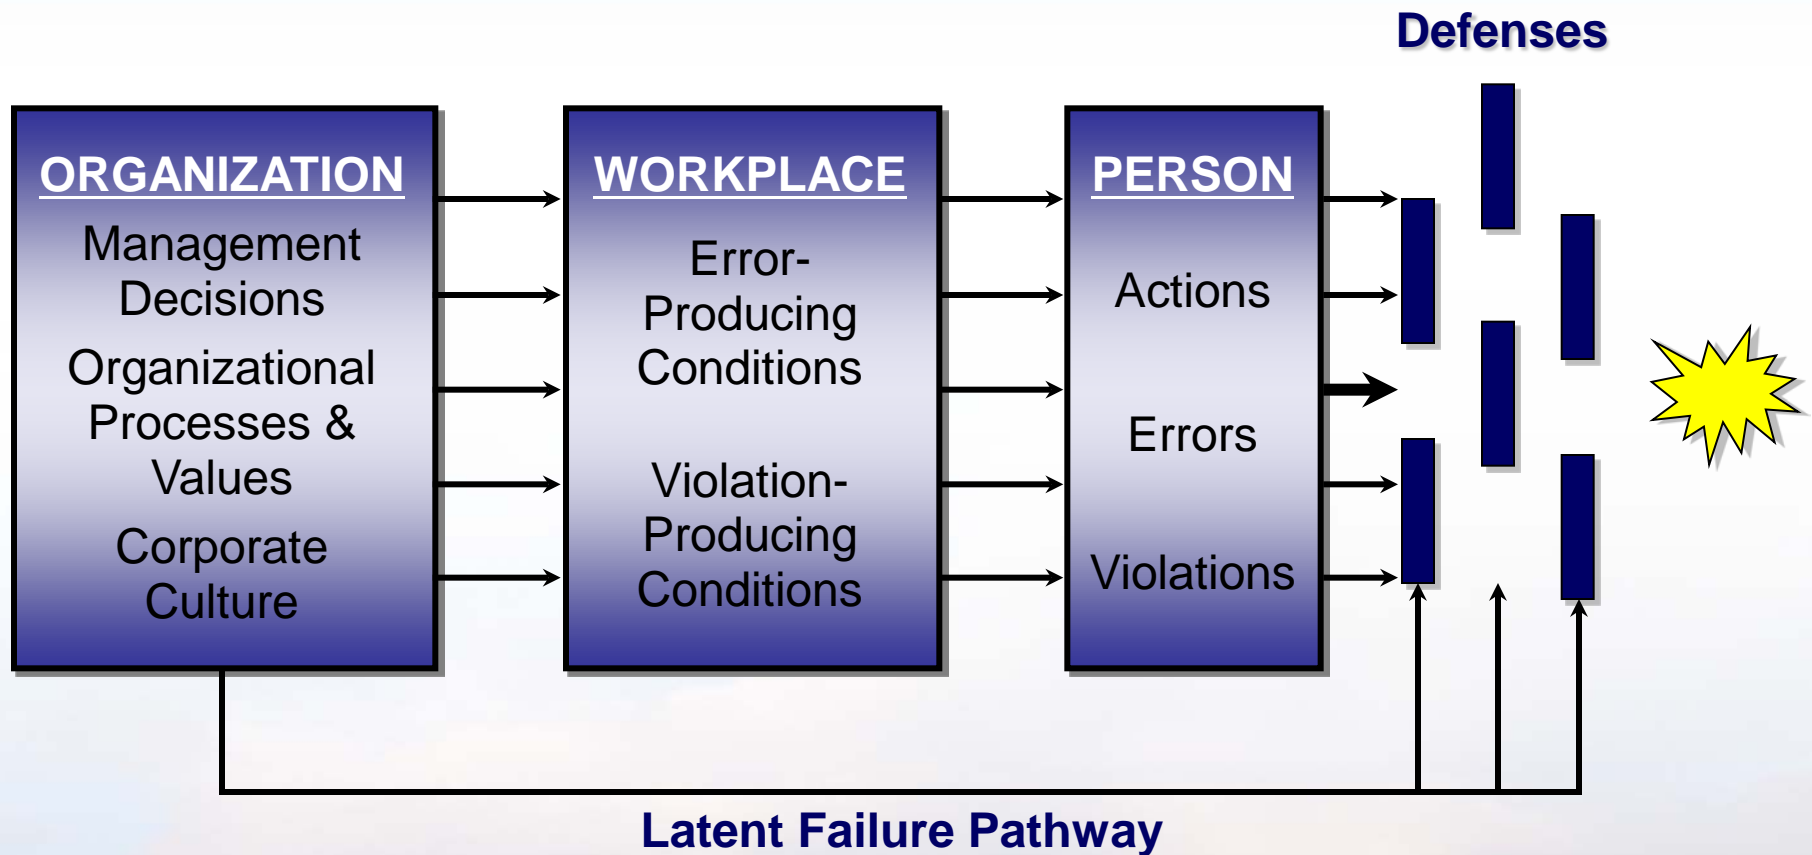 Defenses
ORGANIZATION
Management
Decisions
Organizational
Processes &
Values
Corporate
Culture
WORKPLACE
Error-
Producing
Conditions
Violation-
Producing
Conditions
PERSON
Actions
Errors
Violations
Latent Failure Pathway